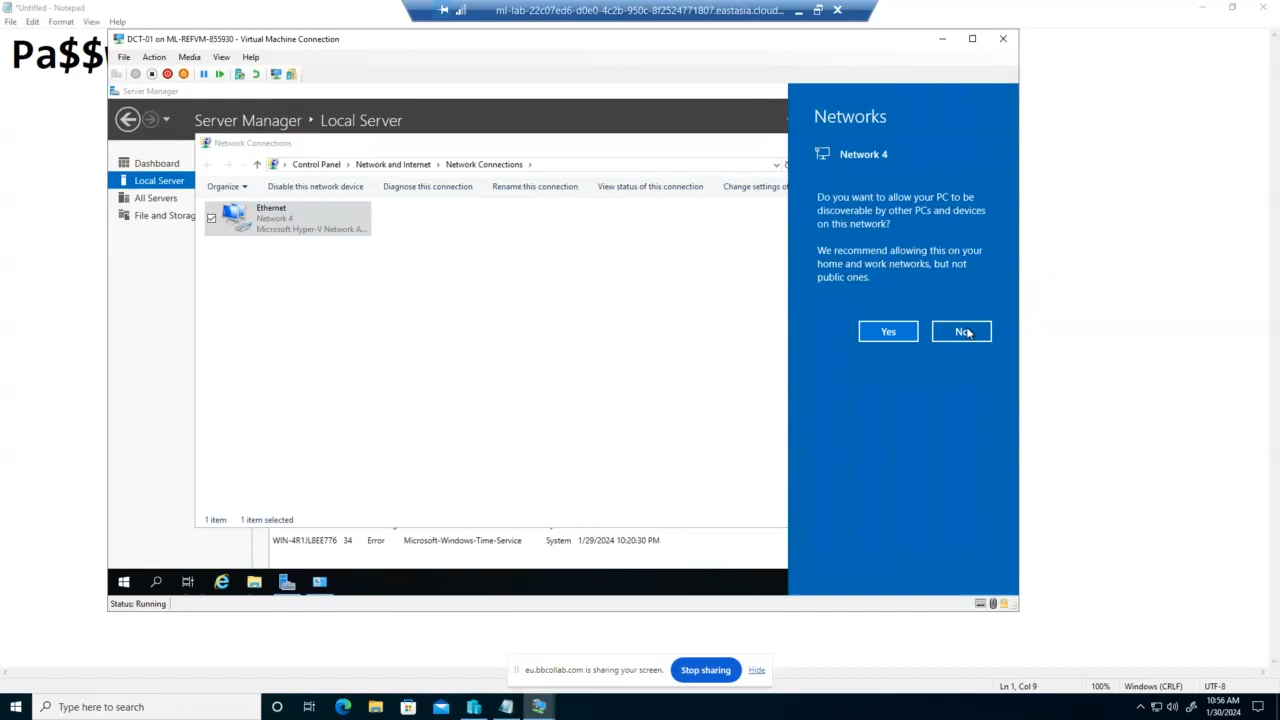 *Untitled - Notepad
File Edit Format View Help
ml-lab-22c07ed6-d0e0-4c2b-950c-8f2524771807.eastasia.cloud...
Pa$$
DCT-01 on ML-REFVM-855930 - Virtual Machine Connection
File Action Media View Help
Server Manager
Server Manager ‣ Local Server
Dashboard
Local Server
All Servers
File and Storag
Network Connections
Control Panel › Network and Internet › Network Connections ›
Organize Disable this network device Diagnose this connection Rename this connection View status of this connection Change settings of
Ethernet
Network 4
Microsoft Hyper-V Network A...
1 item 1 item selected
WIN-4R1JL8EE776 34 Error Microsoft-Windows-Time-Service System 1/29/2024 10:20:30 PM
Networks
Network 4
Do you want to allow your PC to be
discoverable by other PCs and devices
on this network?
We recommend allowing this on your
home and work networks, but not
public ones.
Yes No
Status: Running
eu.bbcollab.com is sharing your screen. Stop sharing Hide
Ln 1, Col 9 100% Windows (CRLF) UTF-8
Type here to search
10:56 AM
1/30/2024